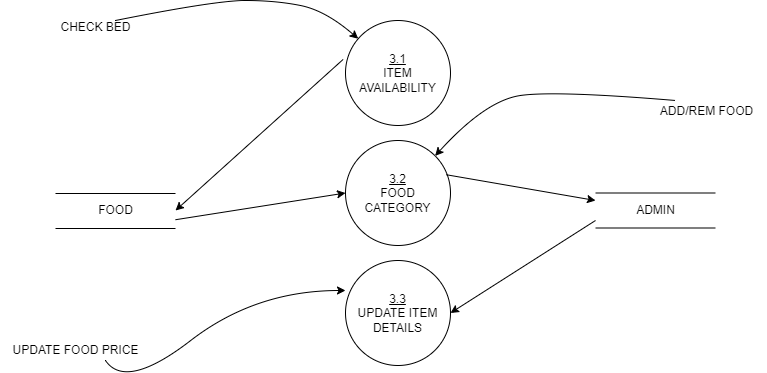 CHECK BED
3.1
ITEM
AVAILABILITY
ADD/REM FOOD
3.2
FOOD
CATEGORY
FOOD
ADMIN
3.3
UPDATE ITEM
DETAILS
UPDATE FOOD PRICE